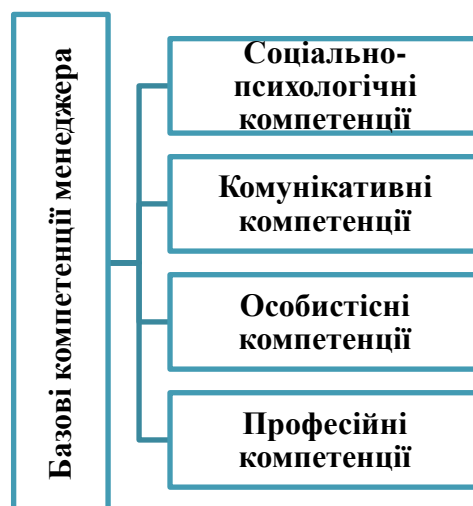 Базові компетенції менеджера
Соціально-
психологічні
компетенції
Комунікативні
компетенції
Особистісні
компетенції
Професійні
компетенції